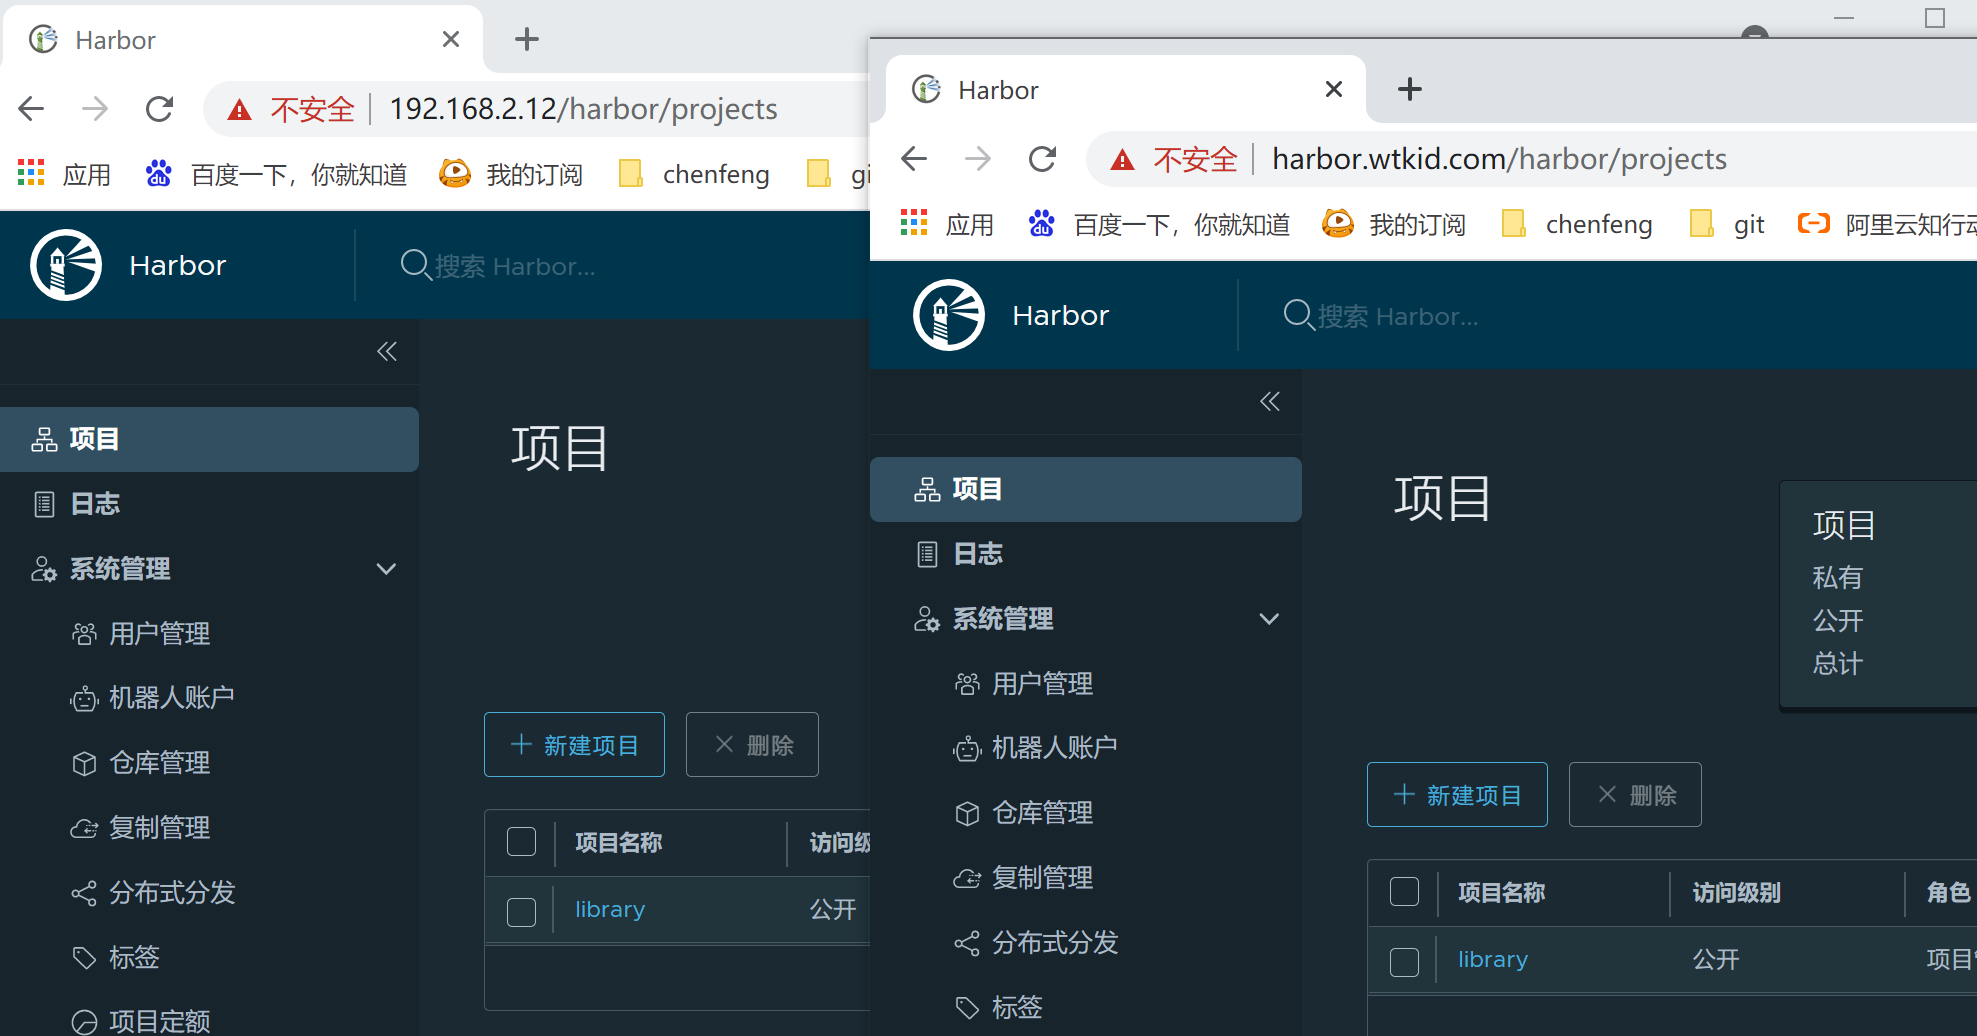 Harbor
不安全 192.168.2.12/harbor/projects
应用 百度一下，你就知道 我的订阅 chenfeng
Harbor 搜索 Harbor...
项目
日志
系统管理
用户管理
机器人账户
仓库管理
复制管理
分布式分发
标签
项目定额
项目
新建项目 删除
项目名称 访问级
library 公开
Harbor
不安全 harbor.wtkid.com/harbor/projects
应用 百度一下，你就知道 我的订阅 chenfeng git 阿里云知行动
Harbor 搜索 Harbor...
项目
日志
系统管理
用户管理
机器人账户
仓库管理
复制管理
分布式分发
标签
项目
项目
私有
公开
总计
新建项目 删除
项目名称 访问级别 角色
library 公开 项目